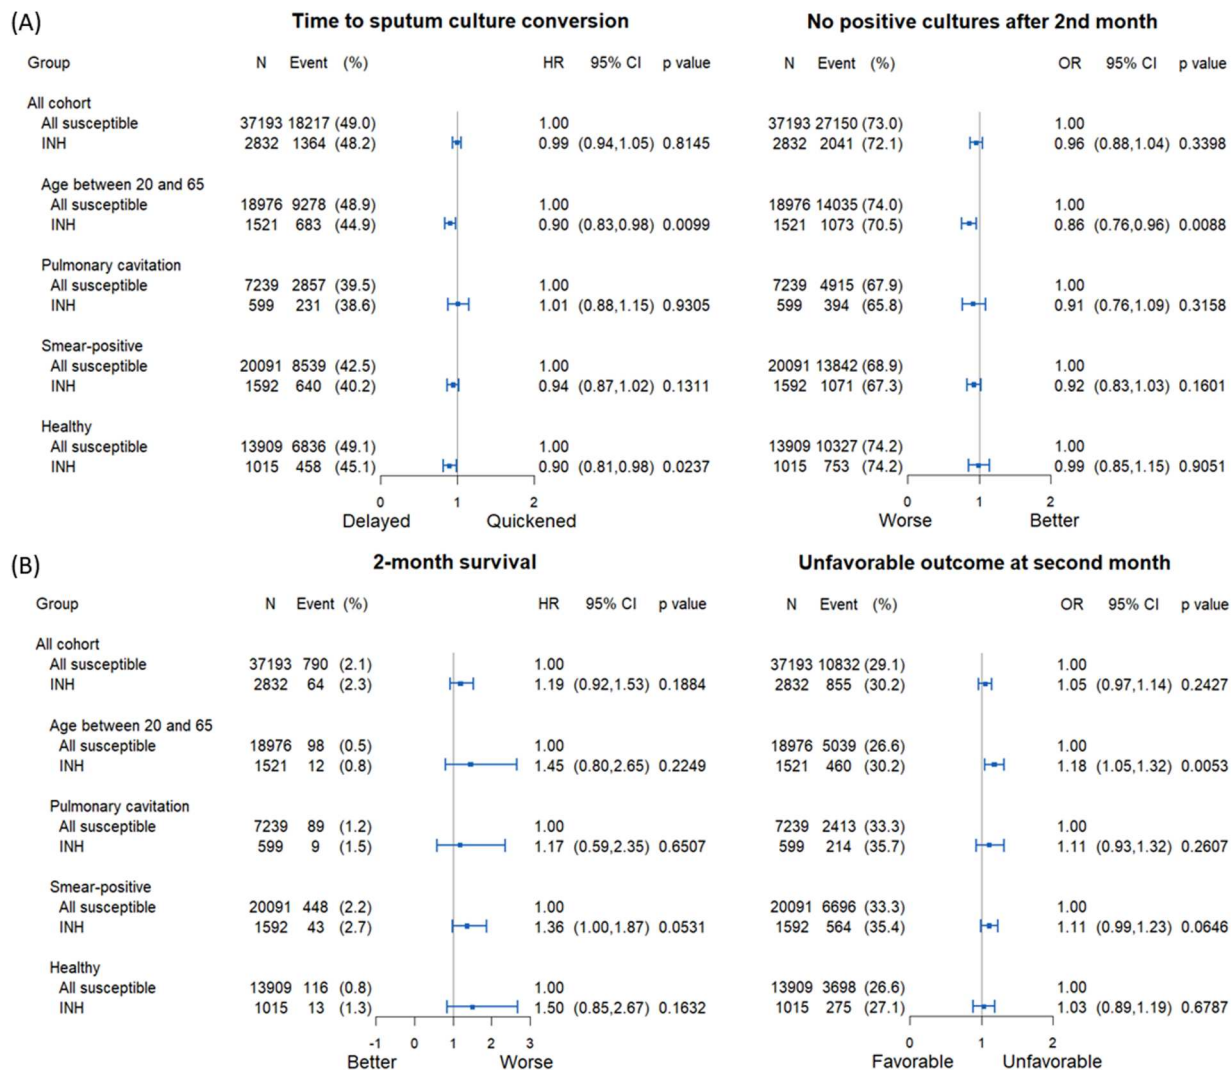 (A)
Time to sputum culture conversion No positive cultures after 2nd month
Group N Event (%) HR 95% CI p value N Event (%) OR 95% CI p value
All cohort
All susceptible 37193 18217 (49.0) 1.00 37193 27150 (73.0) 1.00
INH 2832 1364 (48.2) 0.99 (0.94,1.05) 0.8145 2832 2041 (72.1) 0.96 (0.88,1.04) 0.3398
Age between 20 and 65
All susceptible 18976 9278 (48.9) 1.00 18976 14035 (74.0) 1.00
INH 1521 683 (44.9) 0.90 (0.83,0.98) 0.0099 1521 1073 (70.5) 0.86 (0.76,0.96) 0.0088
Pulmonary cavitation
All susceptible 7239 2857 (39.5) 1.00 7239 4915 (67.9) 1.00
INH 599 231 (38.6) 1.01 (0.88,1.15) 0.9305 599 394 (65.8) 0.91 (0.76,1.09) 0.3158
Smear-positive
All susceptible 20091 8539 (42.5) 1.00 20091 13842 (68.9) 1.00
INH 1592 640 (40.2) 0.94 (0.87,1.02) 0.1311 1592 1071 (67.3) 0.92 (0.83,1.03) 0.1601
Healthy
All susceptible 13909 6836 (49.1) 1.00 13909 10327 (74.2) 1.00
INH 1015 458 (45.1) 0.90 (0.81,0.98) 0.0237 1015 753 (74.2) 0.99 (0.85,1.15) 0.9051
0 1 2 0 1 2
Delayed Quickened Worse Better
(B)
2-month survival Unfavorable outcome at second month
Group N Event (%) HR 95% CI p value N Event (%) OR 95% CI p value
All cohort
All susceptible 37193 790 (2.1) 1.00 37193 10832 (29.1) 1.00
INH 2832 64 (2.3) 1.19 (0.92,1.53) 0.1884 2832 855 (30.2) 1.05 (0.97,1.14) 0.2427
Age between 20 and 65
All susceptible 18976 98 (0.5) 1.00 18976 5039 (26.6) 1.00
INH 1521 12 (0.8) 1.45 (0.80,2.65) 0.2249 1521 460 (30.2) 1.18 (1.05,1.32) 0.0053
Pulmonary cavitation
All susceptible 7239 89 (1.2) 1.00 7239 2413 (33.3) 1.00
INH 599 9 (1.5) 1.17 (0.59,2.35) 0.6507 599 214 (35.7) 1.11 (0.93,1.32) 0.2607
Smear-positive
All susceptible 20091 448 (2.2) 1.00 20091 6696 (33.3) 1.00
INH 1592 43 (2.7) 1.36 (1.00,1.87) 0.0531 1592 564 (35.4) 1.11 (0.99,1.23) 0.0646
Healthy
All susceptible 13909 116 (0.8) 1.00 13909 3698 (26.6) 1.00
INH 1015 13 (1.3) 1.50 (0.85,2.67) 0.1632 1015 275 (27.1) 1.03 (0.89,1.19) 0.6787
-1 0 1 2 3 0 1 2
Better Worse Favorable Unfavorable